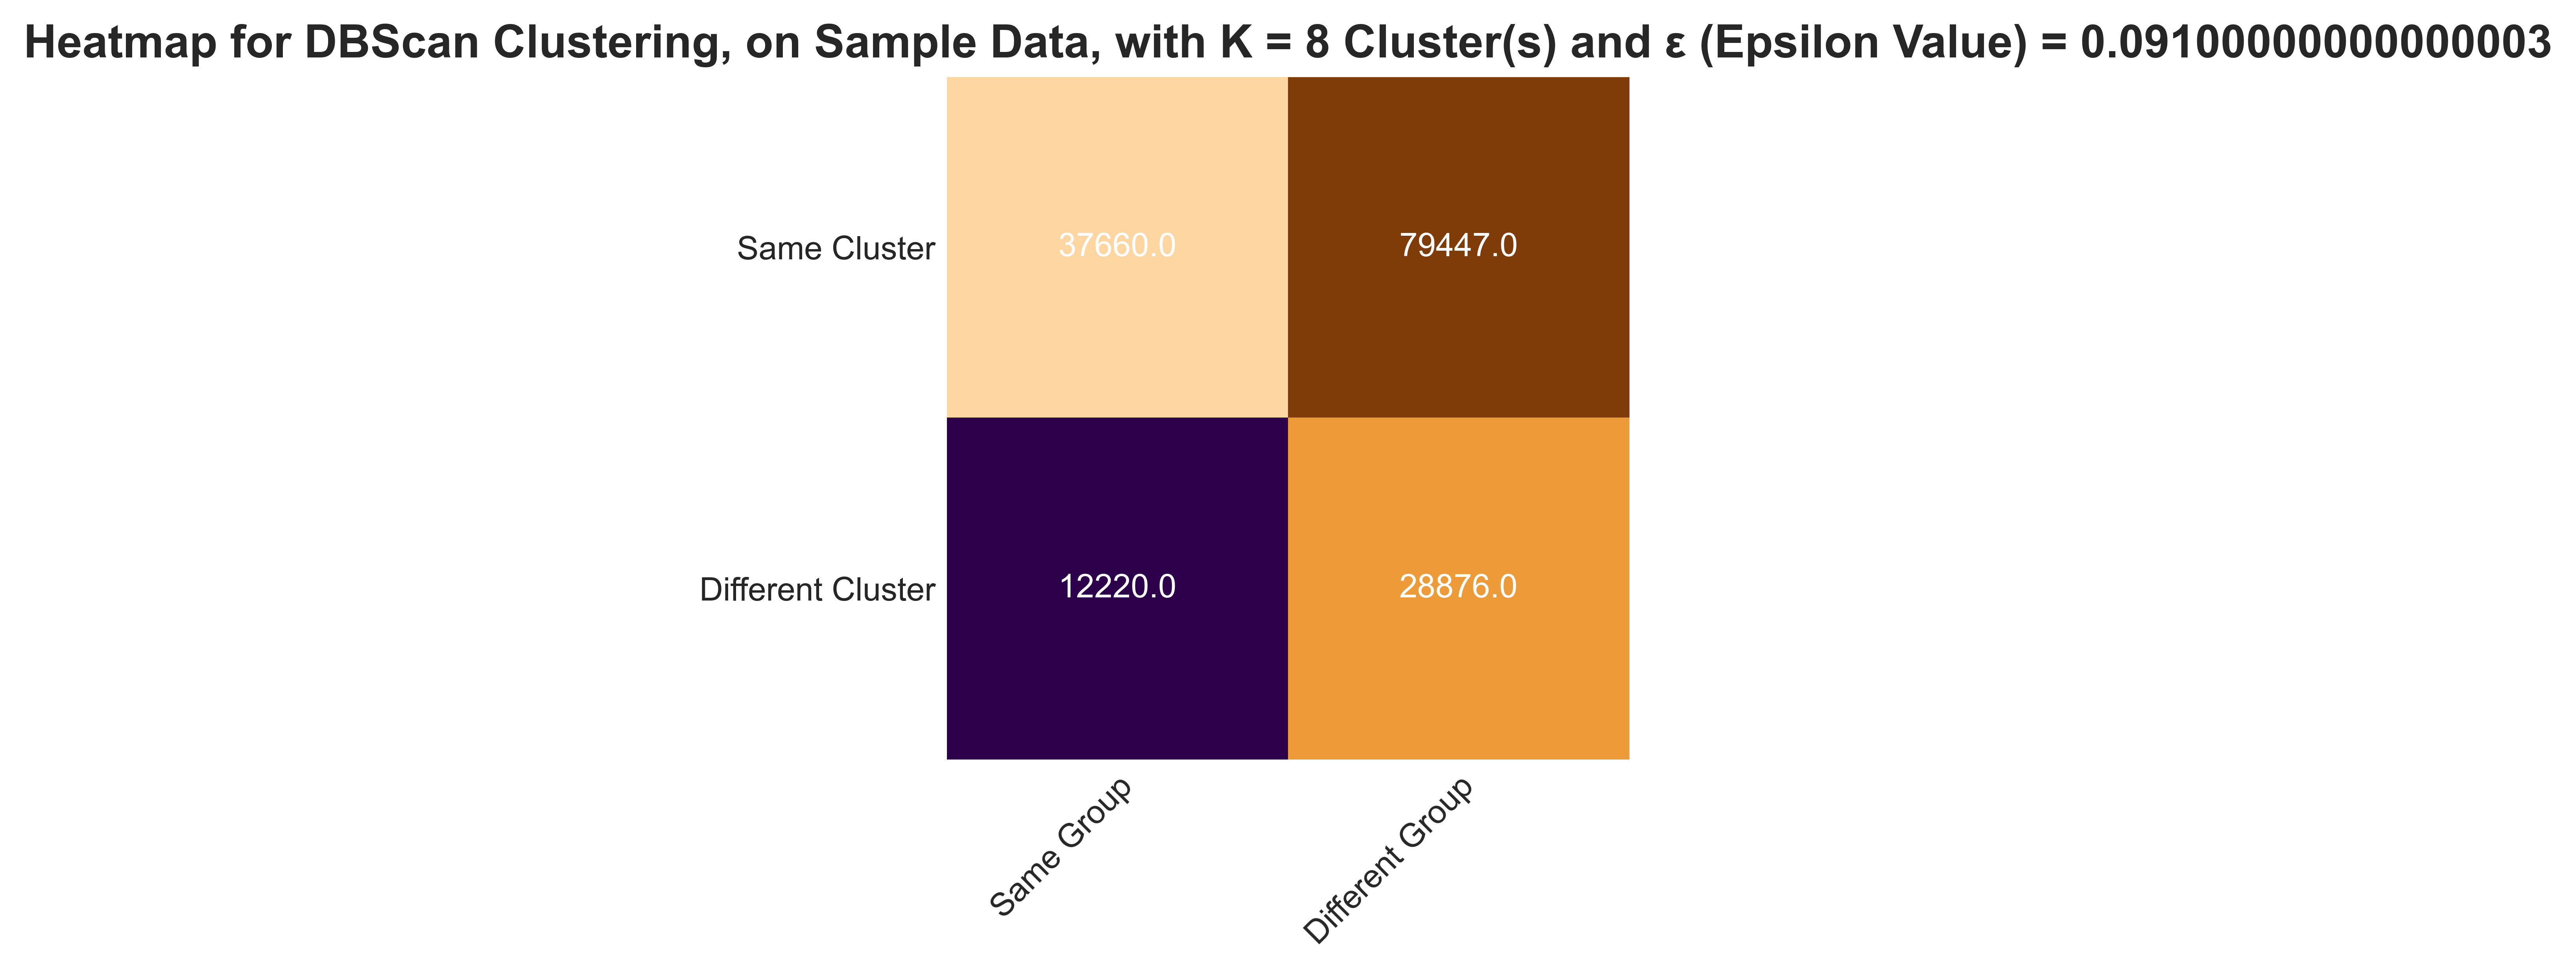 Heatmap for DBScan Clustering, on Sample Data, with K = 8 Cluster(s) and ε (Epsilon Value) = 0.09100000000000003
Same Cluster
37660.0
79447.0
Different Cluster
12220.0
28876.0
Same Group
Different Group